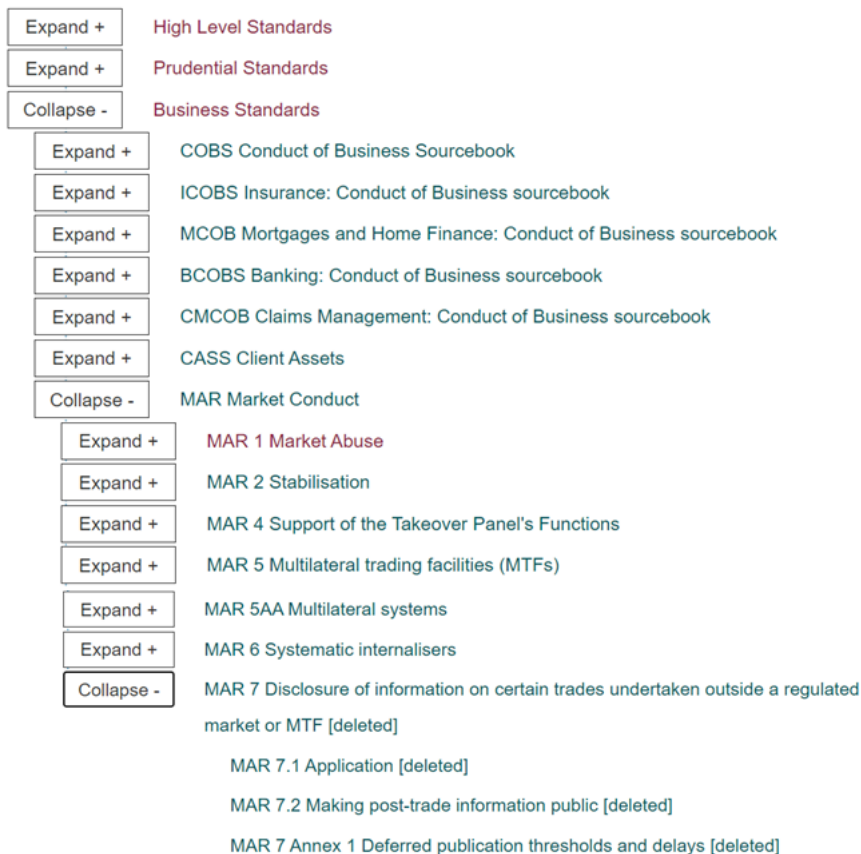 Expand + High Level Standards
Expand + Prudential Standards
Collapse - Business Standards
Expand + COBS Conduct of Business Sourcebook
Expand + ICOBS Insurance: Conduct of Business sourcebook
Expand + MCOB Mortgages and Home Finance: Conduct of Business sourcebook
Expand + BCOBS Banking: Conduct of Business sourcebook
Expand + CMCOB Claims Management: Conduct of Business sourcebook
Expand + CASS Client Assets
Collapse - MAR Market Conduct
Expand + MAR 1 Market Abuse
Expand + MAR 2 Stabilisation
Expand + MAR 4 Support of the Takeover Panel's Functions
Expand + MAR 5 Multilateral trading facilities (MTFs)
Expand + MAR 5AA Multilateral systems
Expand + MAR 6 Systematic internalisers
Collapse - MAR 7 Disclosure of information on certain trades undertaken outside a regulated
market or MTF [deleted]
MAR 7.1 Application [deleted]
MAR 7.2 Making post-trade information public [deleted]
MAR 7 Annex 1 Deferred publication thresholds and delays [deleted]